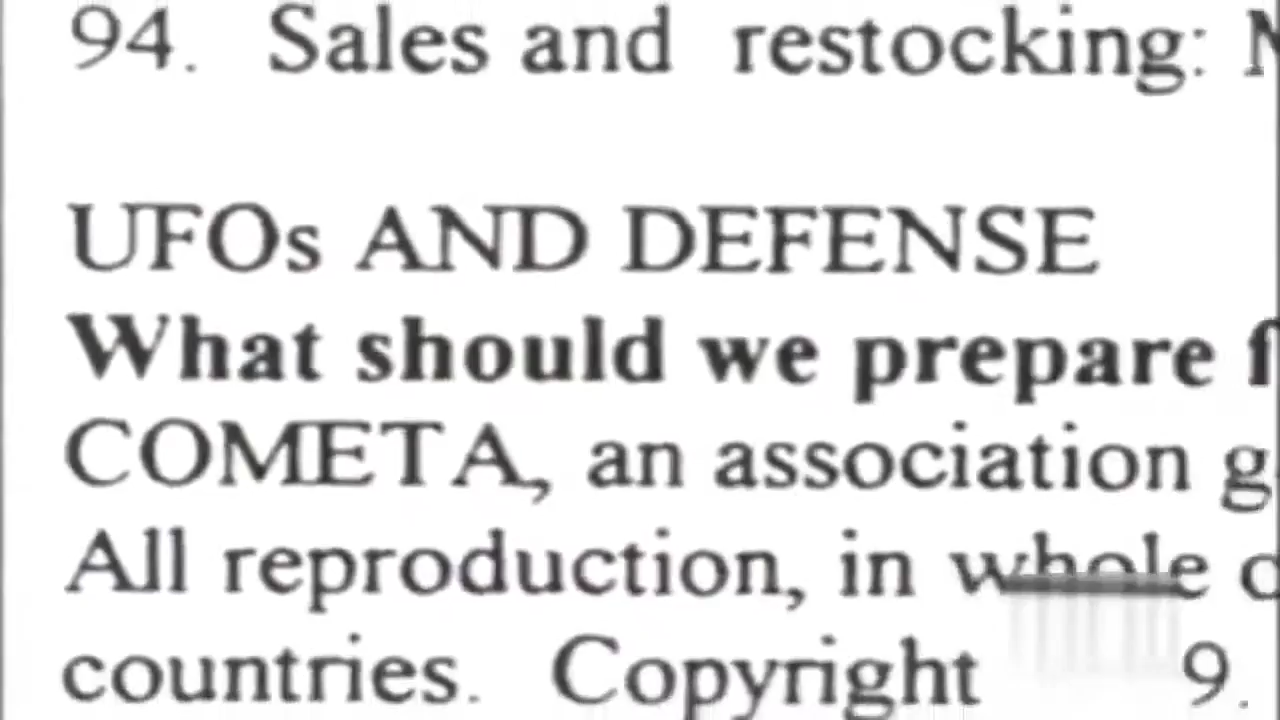 94. Sales and restocking:
UFOs AND DEFENSE
What should we prepare
COMETA, an association
All reproduction, in whole
countries. Copyright 9.